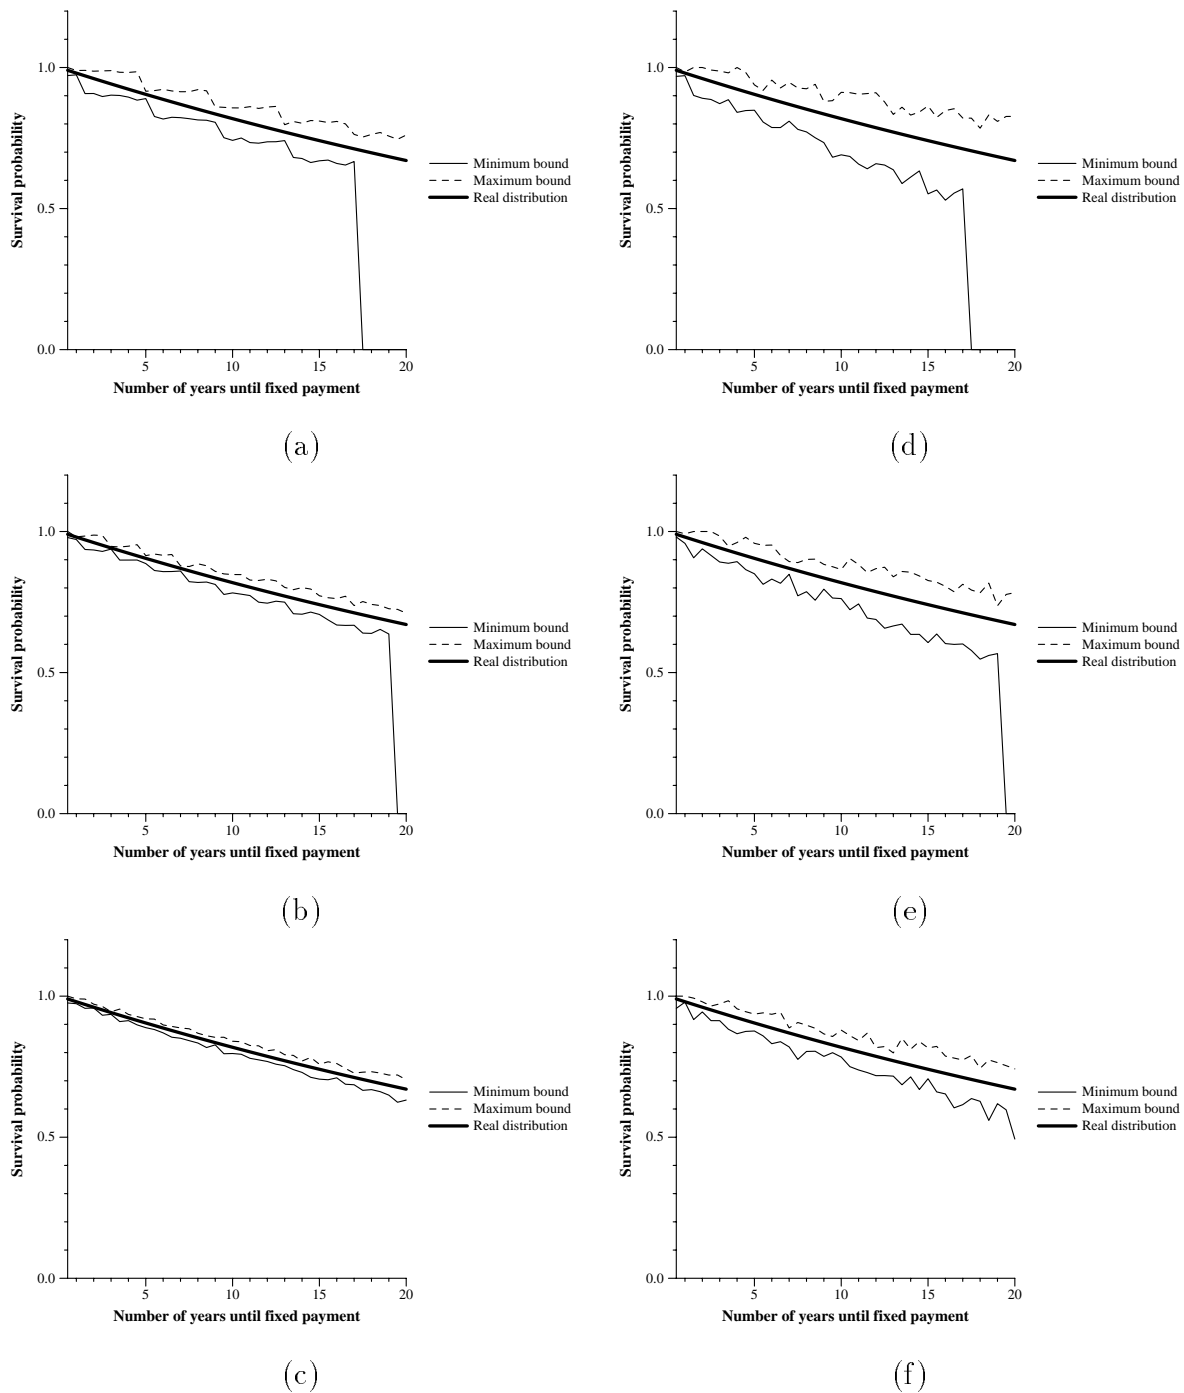 1.0
0.5
0.0
5
10
15
20
Survival probability
Number of years until fixed payment
Minimum bound
Maximum bound
Real distribution
(a)
1.0
0.5
0.0
5
10
15
20
Survival probability
Number of years until fixed payment
Minimum bound
Maximum bound
Real distribution
(d)
1.0
0.5
0.0
5
10
15
20
Survival probability
Number of years until fixed payment
Minimum bound
Maximum bound
Real distribution
(b)
1.0
0.5
0.0
5
10
15
20
Survival probability
Number of years until fixed payment
Minimum bound
Maximum bound
Real distribution
(e)
1.0
0.5
0.0
5
10
15
20
Survival probability
Number of years until fixed payment
Minimum bound
Maximum bound
Real distribution
(c)
1.0
0.5
0.0
5
10
15
20
Survival probability
Number of years until fixed payment
Minimum bound
Maximum bound
Real distribution
(f)